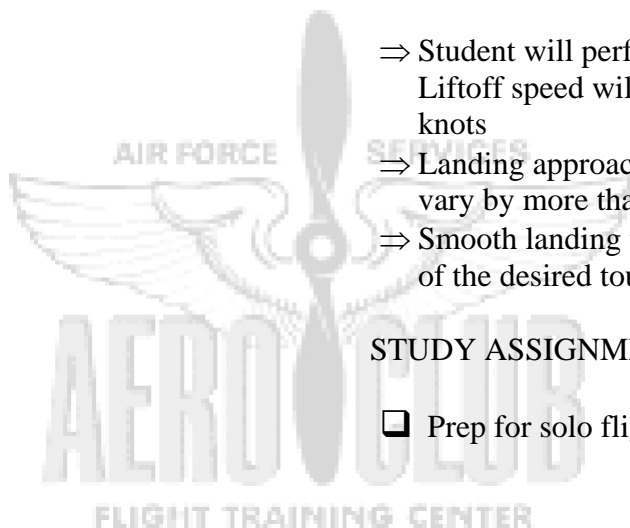 ⇒ Student will perf
Liftoff speed wil
knots
⇒ Landing approac
vary by more tha
⇒ Smooth landing
of the desired tou
STUDY ASSIGNM
❑ Prep for solo fli
AIR FORCE SERVICES
AERO CLUB
FLIGHT TRAINING CENTER